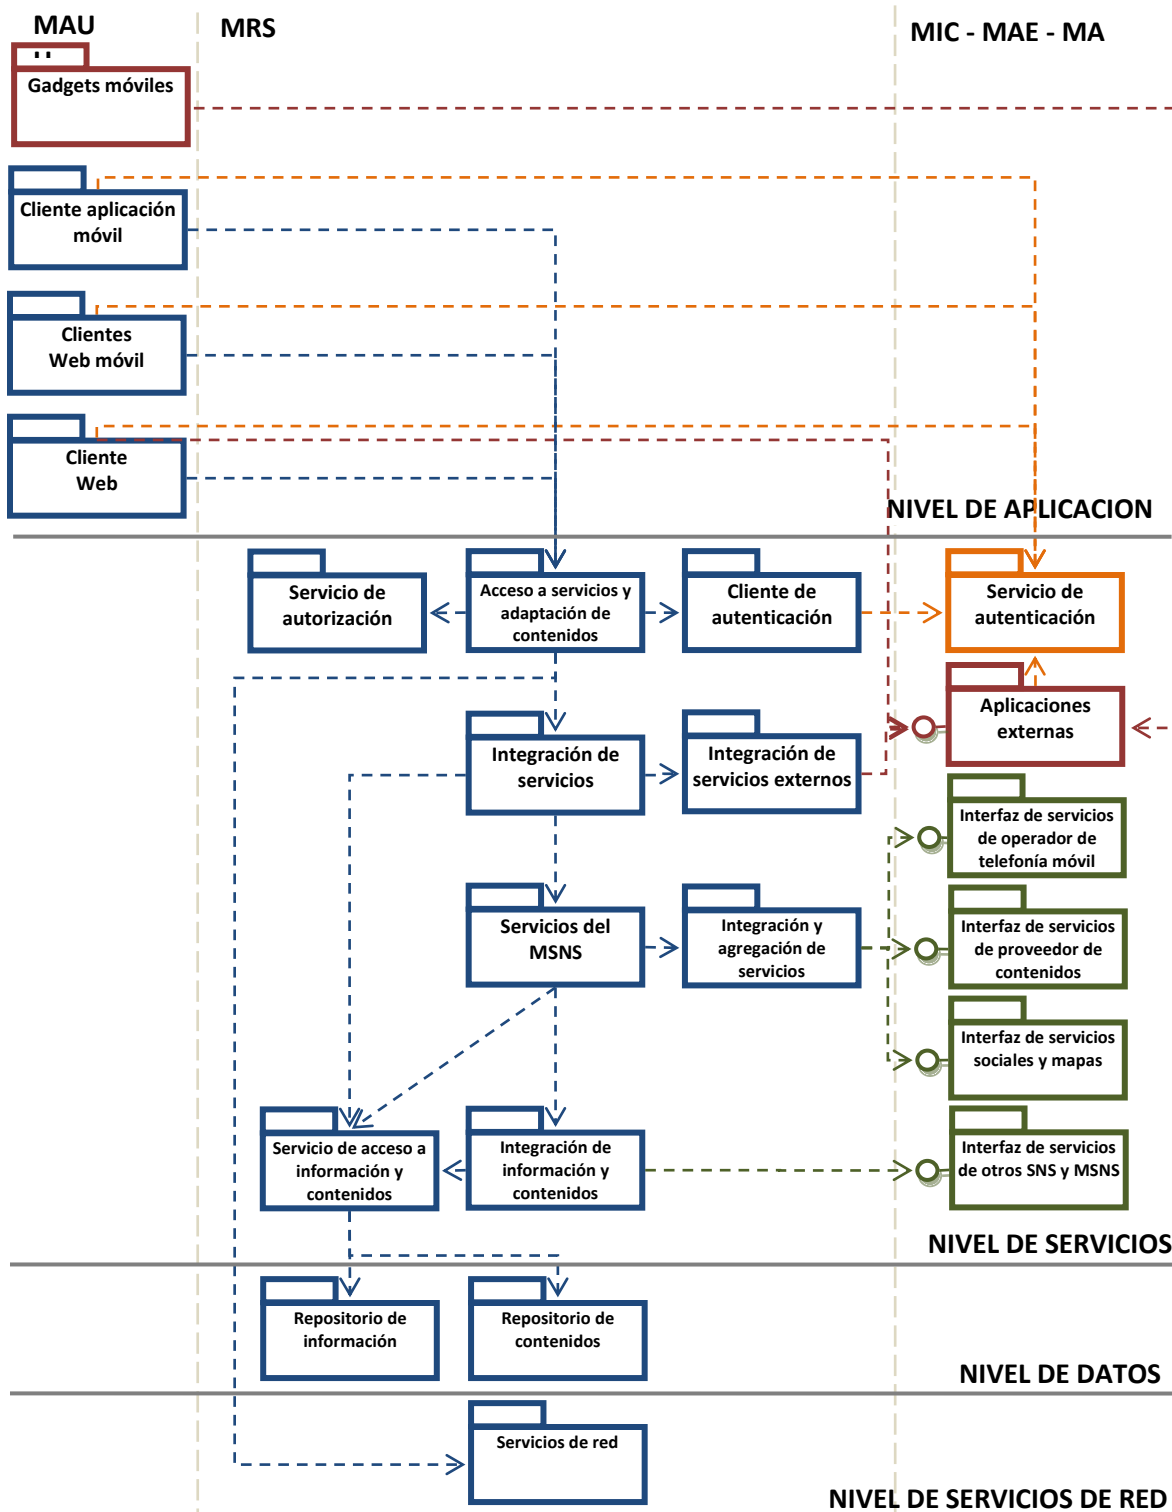 MAU
MRS
MIC - MAE - MA
Gadgets móviles
Cliente aplicación
móvil
Clientes
Web móvil
Cliente
Web
NIVEL DE APLICACION
Servicio de
autorización
Acceso a servicios y
adaptación de
contenidos
Cliente de
autenticación
Servicio de
autenticación
Aplicaciones
externas
Integración de
servicios
Integración de
servicios externos
Interfaz de servicios
de operador de
telefonía móvil
Servicios del
MSNS
Integración y
agregación de
servicios
Interfaz de servicios
de proveedor de
contenidos
Interfaz de servicios
sociales y mapas
Servicio de acceso a
información y
contenidos
Integración de
información y
contenidos
Interfaz de servicios
de otros SNS y MSNS
NIVEL DE SERVICIOS
Repositorio de
información
Repositorio de
contenidos
NIVEL DE DATOS
Servicios de red
NIVEL DE SERVICIOS DE RED